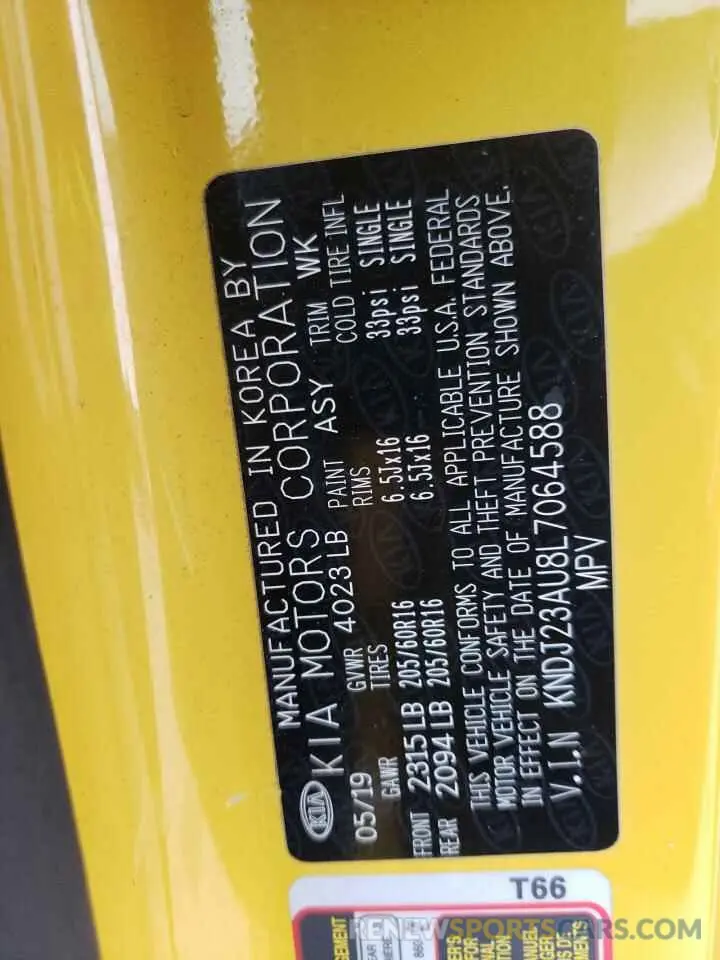 MANUFACTURED IN KOREA BY
KIA KIA MOTORS CORPORATION
05/19 GVWR 4023 LB PAINT ASY TRIM WK
GAWR TIRES RIMS COLD TIRE INFL
FRONT 2315 LB 205/60R16 6.5Jx16 33psi SINGLE
REAR 2094 LB 205/60R16 6.5Jx16 33psi SINGLE
THIS VEHICLE CONFORMS TO ALL APPLICABLE U.S.A. FEDERAL
MOTOR VEHICLE SAFETY AND THEFT PREVENTION STANDARDS
IN EFFECT ON THE DATE OF MANUFACTURE SHOWN ABOVE.
V.I.N KNDJ23AU8L7064588
MPV
T66
RENEWSPORTSCARS.COM